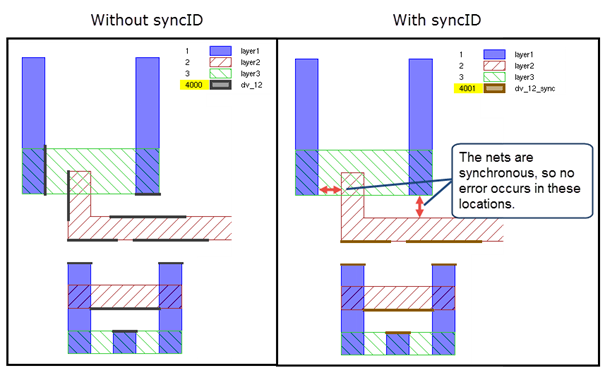 Without syncID
With syncID
1 layer1
2 layer2
3 layer3
4000 dv_12
1 layer1
2 layer2
3 layer3
4001 dv_12_sync
The nets are
synchronous, so no
error occurs in these
locations.